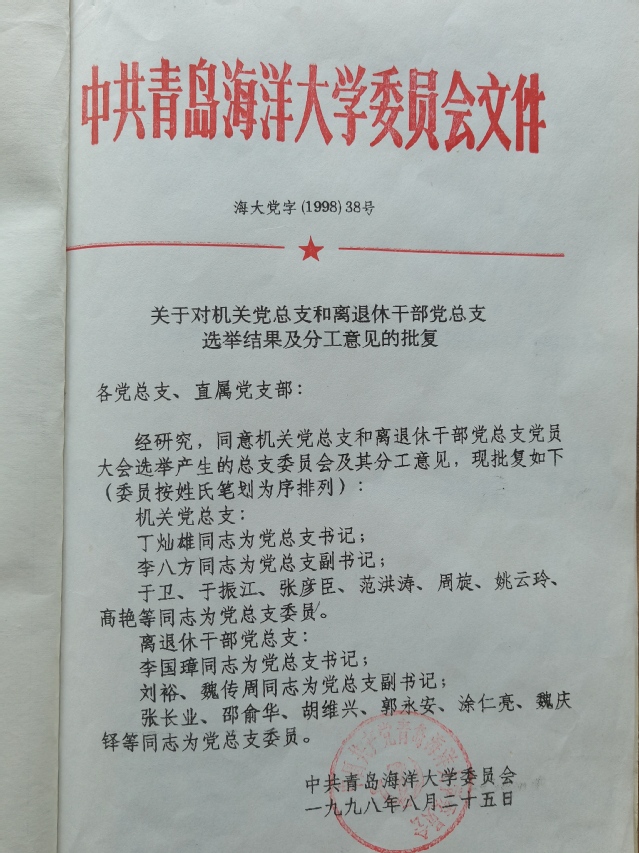 中共青岛海洋大学委员会文件
海大党字(1998)38号
关于对机关党总支和离退休干部党总支
选举结果及分工意见的批复
各党总支、直属党支部：
经研究，同意机关党总支和离退休干部党总支党员
大会选举产生的总支委员会及其分工意见，现批复如下
（委员按姓氏笔划为序排列）：
机关党总支：
丁灿雄同志为党总支书记；
李八方同志为党总支副书记；
于卫、于振江、张彦臣、范洪涛、周旋、姚云玲、
高艳等同志为党总支委员。
离退休干部党总支：
李国璋同志为党总支书记；
刘裕、魏传周同志为党总支副书记；
张长业、邵俞华、胡维兴、郭永安、涂仁亮、魏庆
铎等同志为党总支委员。
中共青岛海洋大学委员会
一九九八年八月二十五日